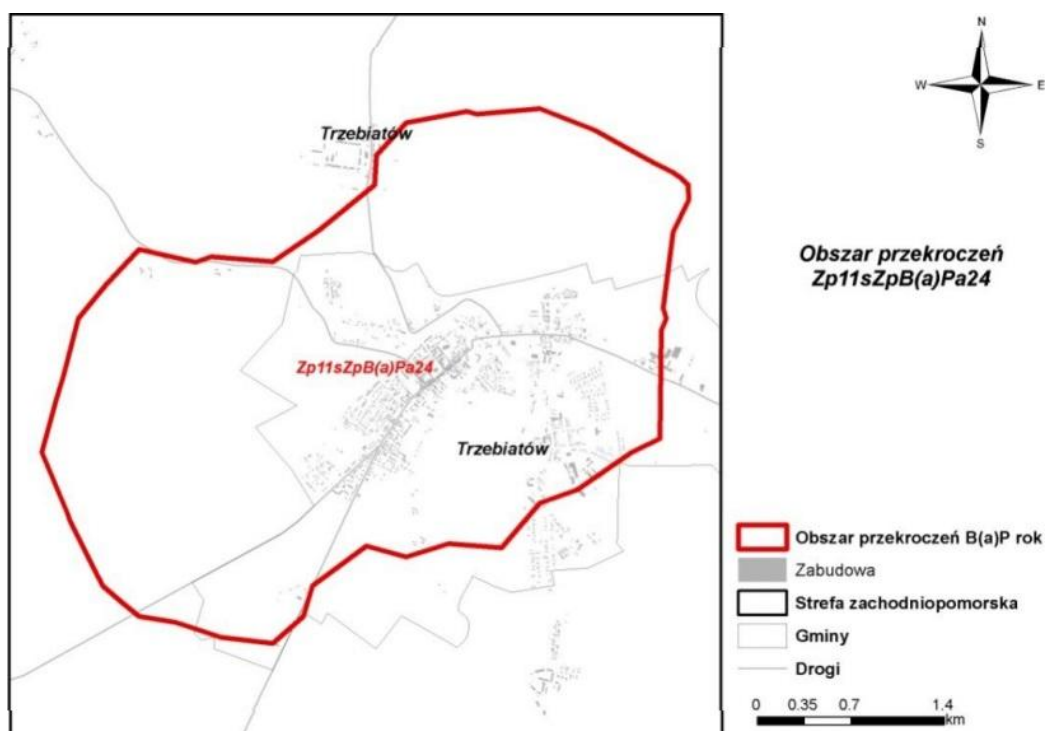 N
W
E
S
Trzebiatów
Obszar przekroczeń
Zp11sZpB(a)Pa24
Zp11sZpB(a)Pa24
Trzebiatów
Obszar przekroczeń B(a)P rok
Zabudowa
Strefa zachodniopomorska
Gminy
Drogi
0 0.35 0.7 1.4
km